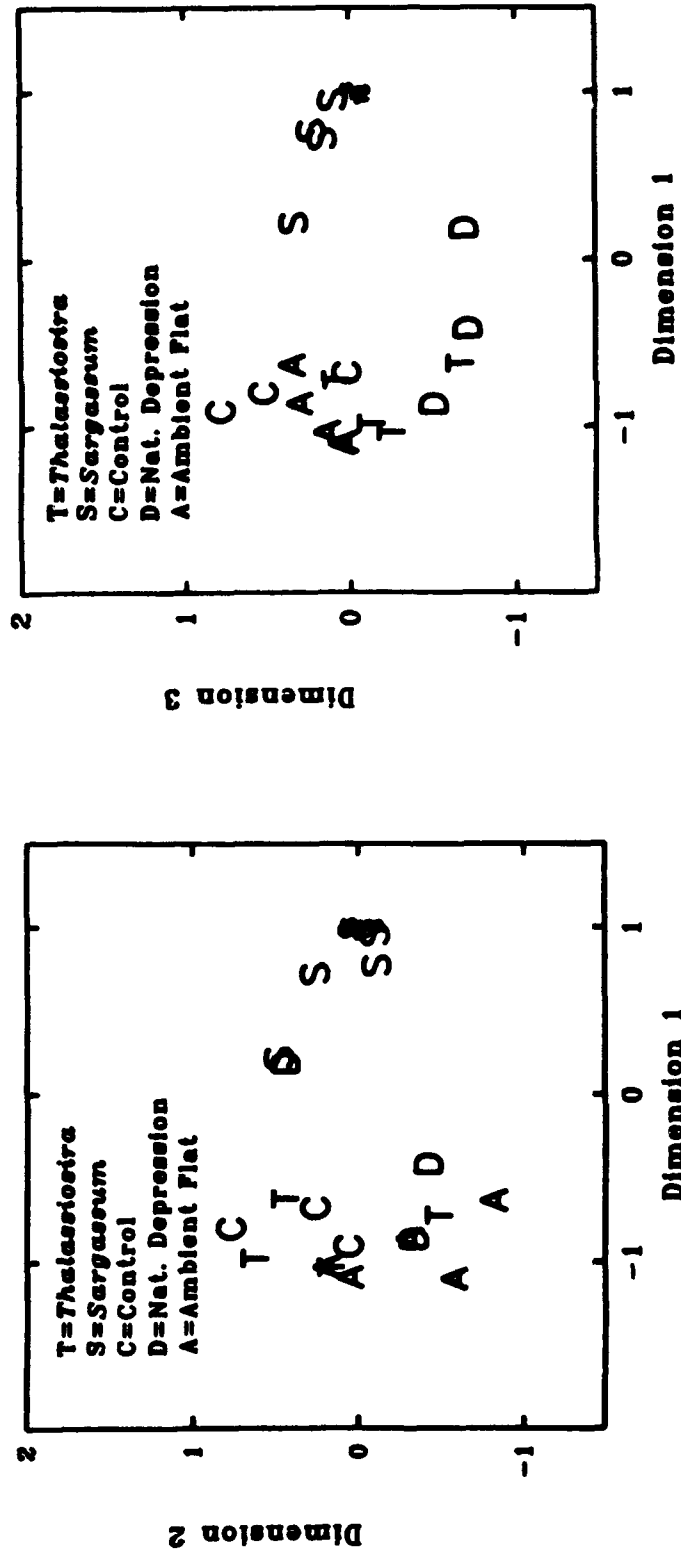 2
1
0
-1
Dimension 2
T=Thalassiosira
S=Sargassum
C=Control
D=Nat. Depression
A=Ambient Flat
C
T
T
S
C
S
C
A
S
S
D
D
T
A
A
-1
0
1
Dimension 1
2
1
0
-1
Dimension 3
T=Thalassiosira
S=Sargassum
C=Control
D=Nat. Depression
A=Ambient Flat
C
C
A
S
A
S
S
S
A
T
C
A
T
T
D
T
D
D
-1
0
1
Dimension 1